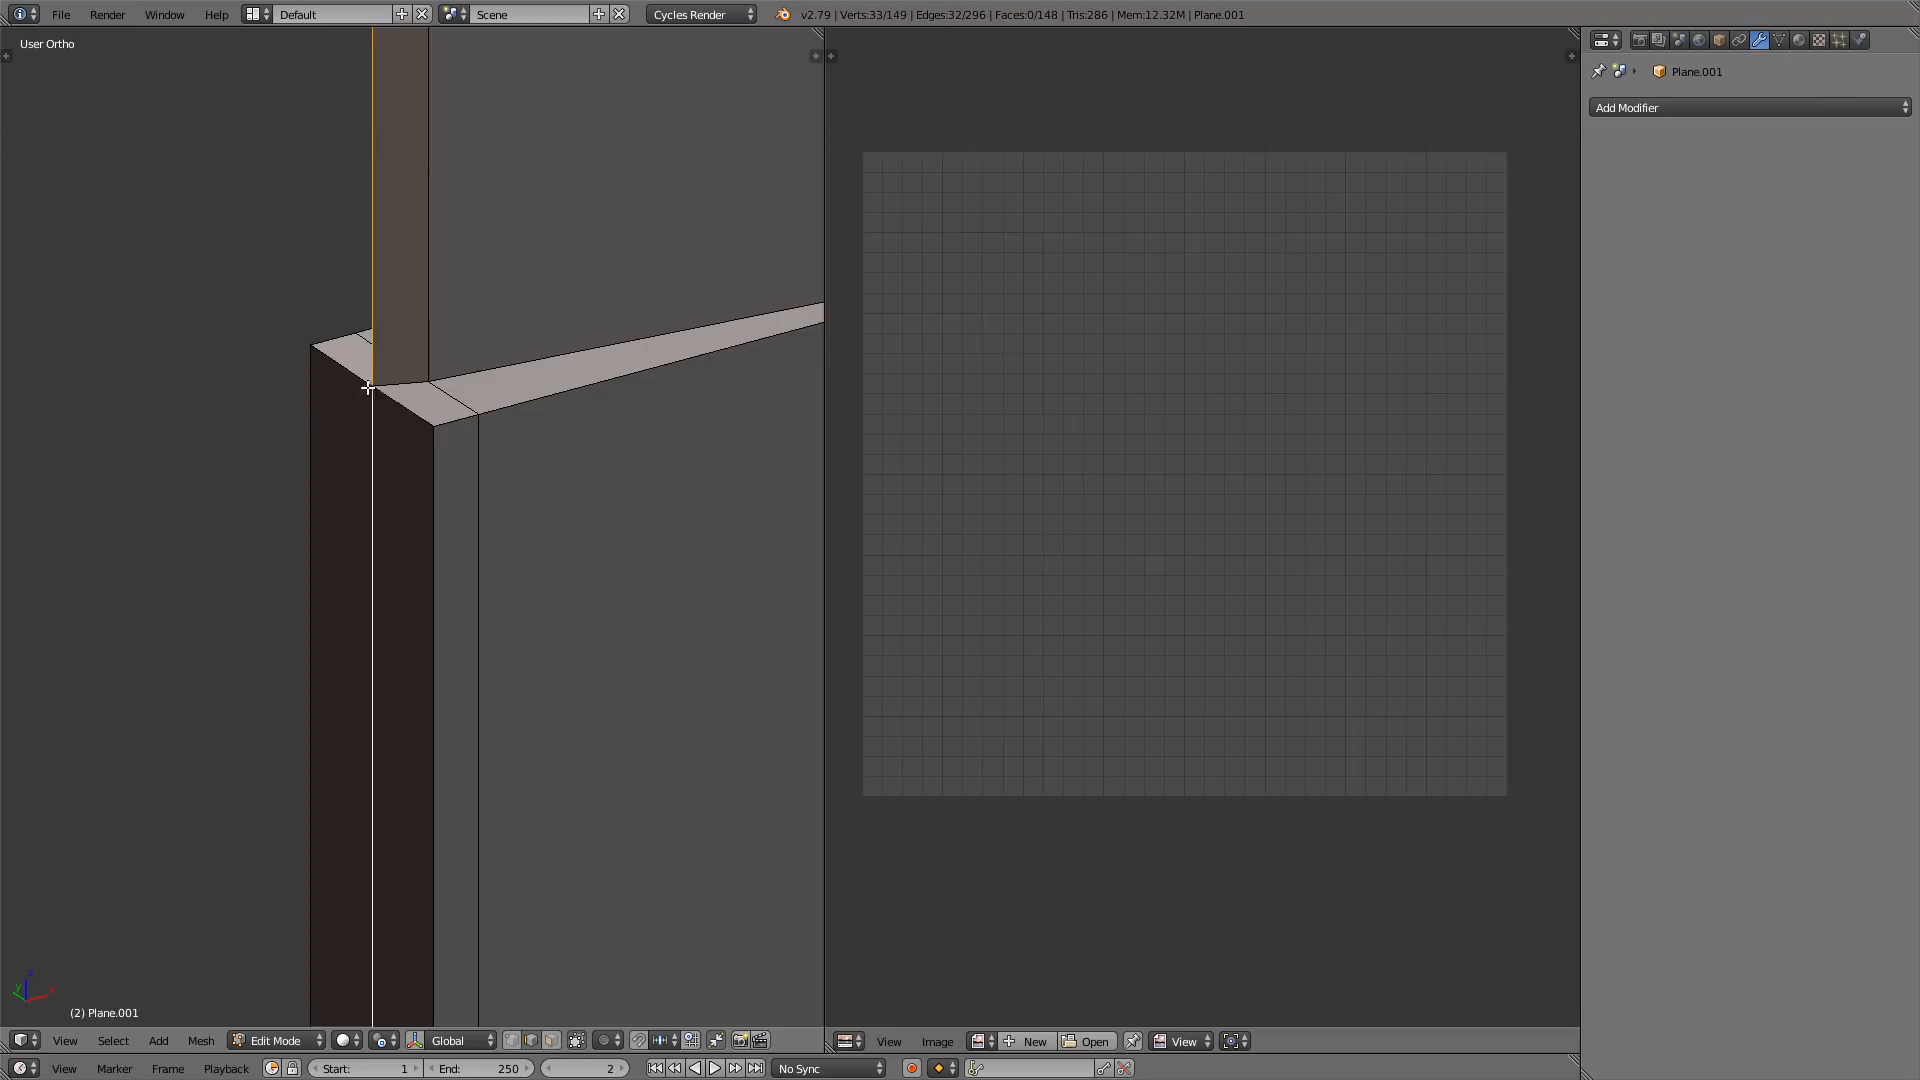 File Render Window Help Default Scene Cycles Render v2.79 | Verts:33/149 | Edges:32/296 | Faces:0/148 | Tris:286 | Mem:12.32M | Plane.001
User Ortho
Plane.001
Add Modifier
z
y
x
(2) Plane.001
View Select Add Mesh Edit Mode Global
View Image New Open View
View Marker Frame Playback Start: 1 End: 250 2 No Sync